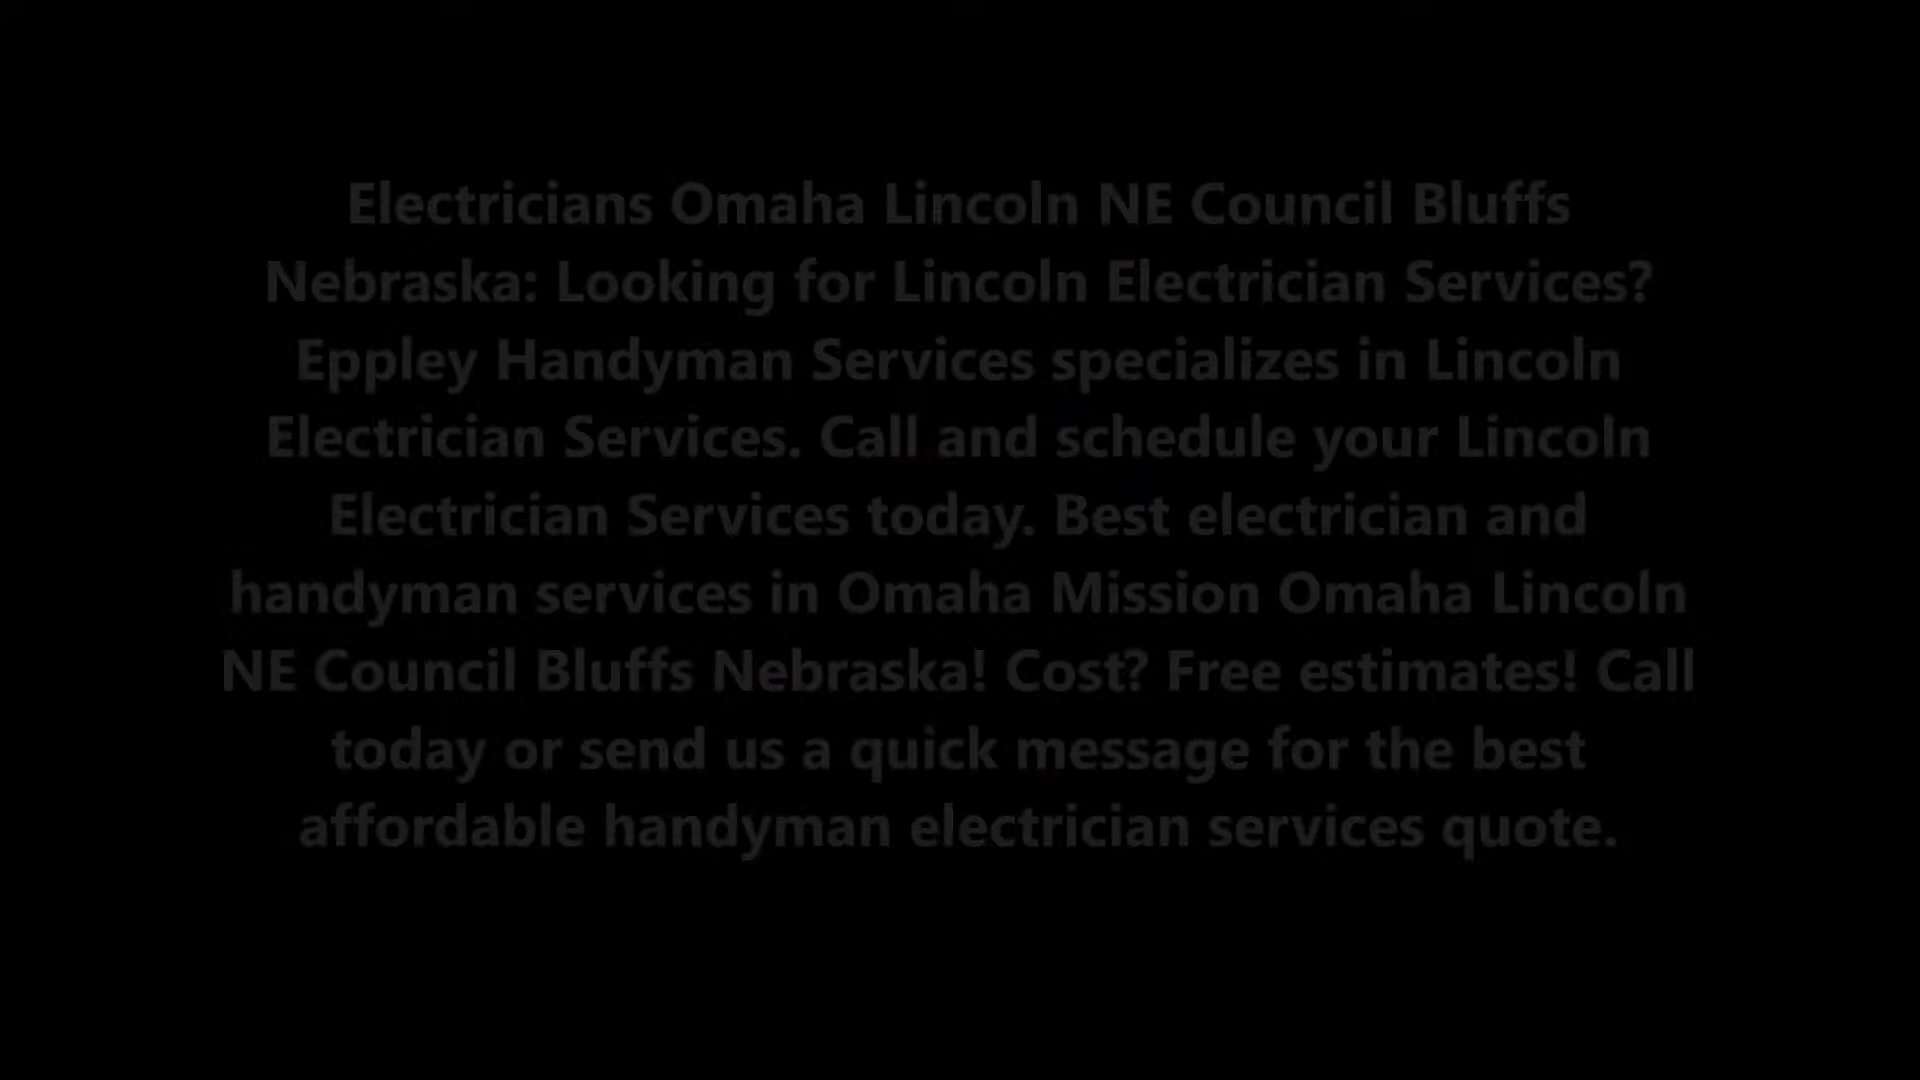 Electricians Omaha Lincoln NE Council Bluffs
Nebraska: Looking for Lincoln Electrician Services?
Eppley Handyman Services specializes in Lincoln
Electrician Services. Call and schedule your Lincoln
Electrician Services today. Best electrician and
handyman services in Omaha Mission Omaha Lincoln
NE Council Bluffs Nebraska! Cost? Free estimates! Call
today or send us a quick message for the best
affordable handyman electrician services quote.